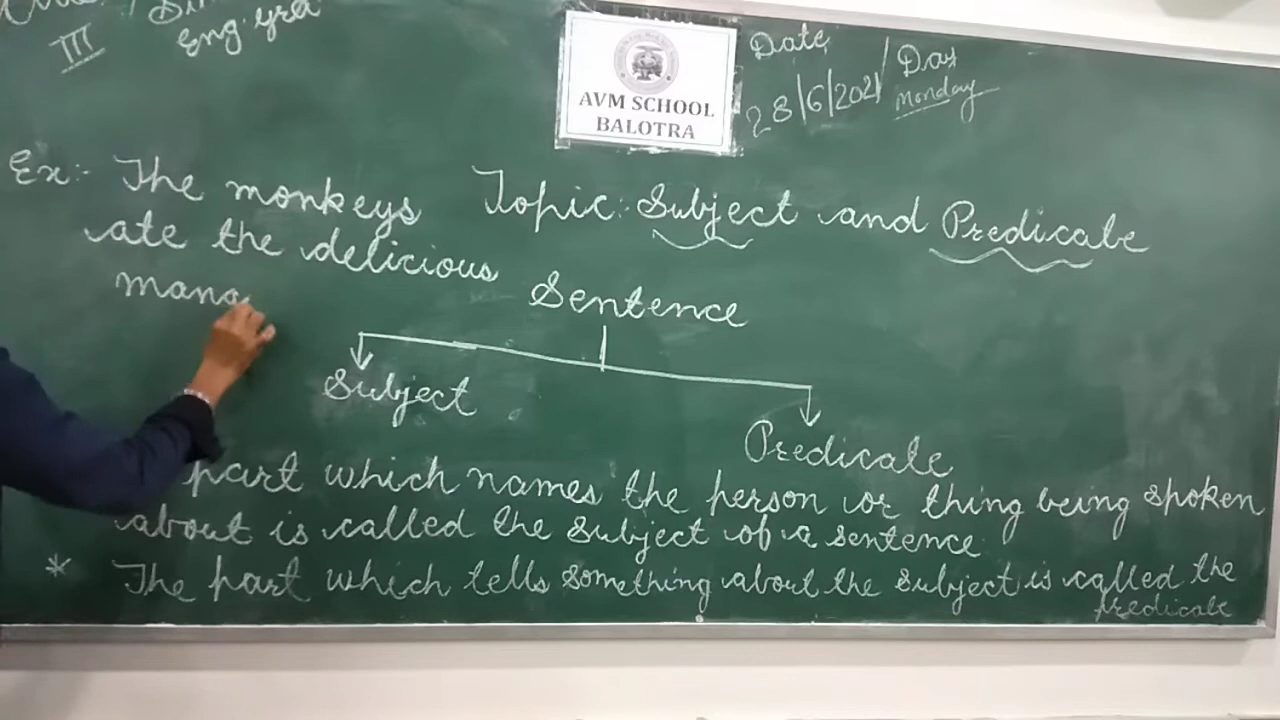 III
Eng
AVM SCHOOL
BALOTRA
Date
28/6/2021
Day
Monday
Topic: Subject and Predicate
Ex:- The monkeys
ate the delicious
Sentence
Subject
Predicate
part which names the person or thing being spoken
about is called the subject of a sentence
* The part which tells something about the subject is called the
predicate